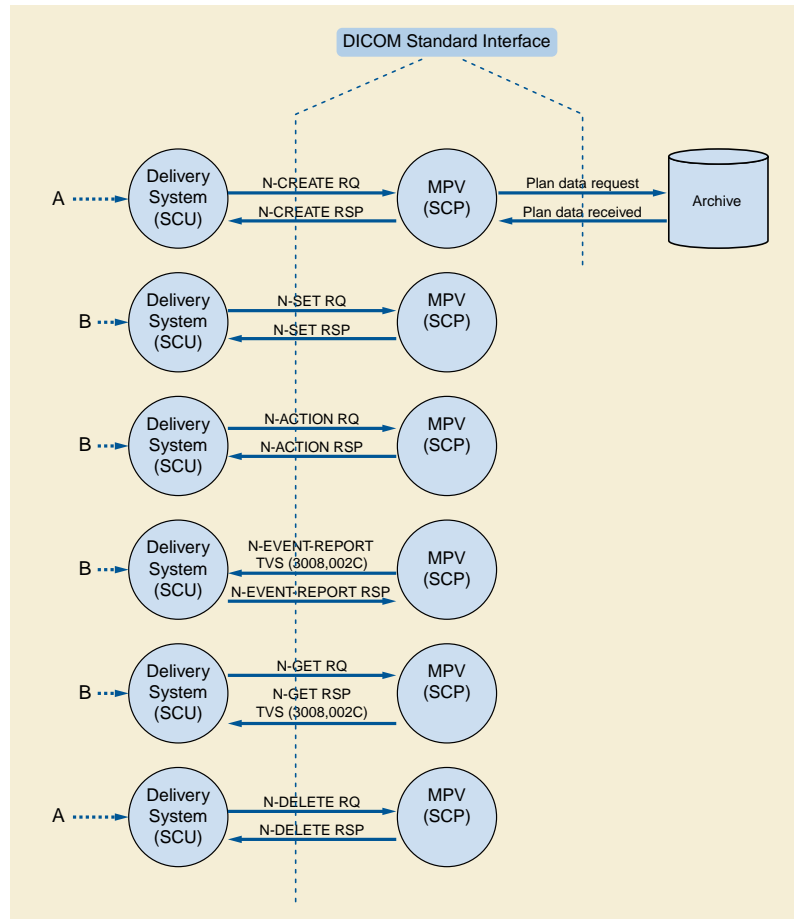 DICOM Standard Interface
A
Delivery
System
(SCU)
N-CREATE RQ
N-CREATE RSP
MPV
(SCP)
Plan data request
Plan data received
Archive
B
Delivery
System
(SCU)
N-SET RQ
N-SET RSP
MPV
(SCP)
B
Delivery
System
(SCU)
N-ACTION RQ
N-ACTION RSP
MPV
(SCP)
B
Delivery
System
(SCU)
N-EVENT-REPORT
TVS (3008,002C)
N-EVENT-REPORT RSP
MPV
(SCP)
B
Delivery
System
(SCU)
N-GET RQ
N-GET RSP
TVS (3008,002C)
MPV
(SCP)
A
Delivery
System
(SCU)
N-DELETE RQ
N-DELETE RSP
MPV
(SCP)